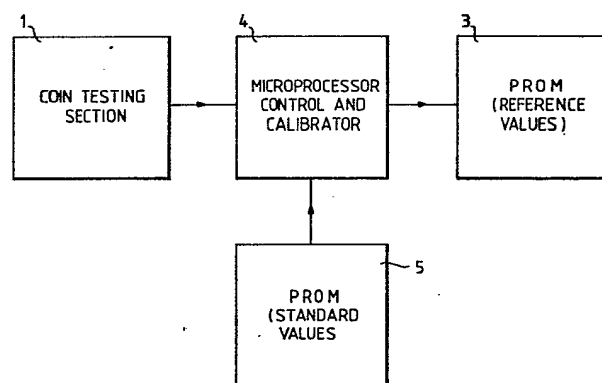 1
COIN TESTING
SECTION
4
MICROPROCESSOR
CONTROL AND
CALIBRATOR
3
PROM
(REFERENCE
VALUES)
5
PROM
(STANDARD
VALUES